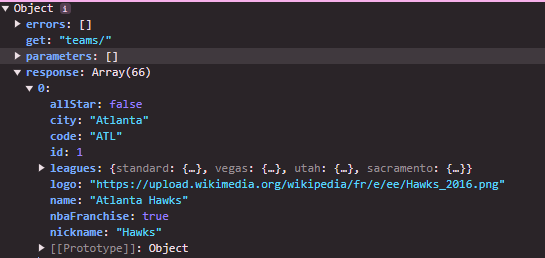 ▼ Object i
▶ errors: []
get: "teams/"
▶ parameters: []
▼ response: Array(66)
▼ 0:
allStar: false
city: "Atlanta"
code: "ATL"
id: 1
▶ leagues: {standard: {…}, vegas: {…}, utah: {…}, sacramento: {…}}
logo: "https://upload.wikimedia.org/wikipedia/fr/e/ee/Hawks_2016.png"
name: "Atlanta Hawks"
nbaFranchise: true
nickname: "Hawks"
▶ [[Prototype]]: Object